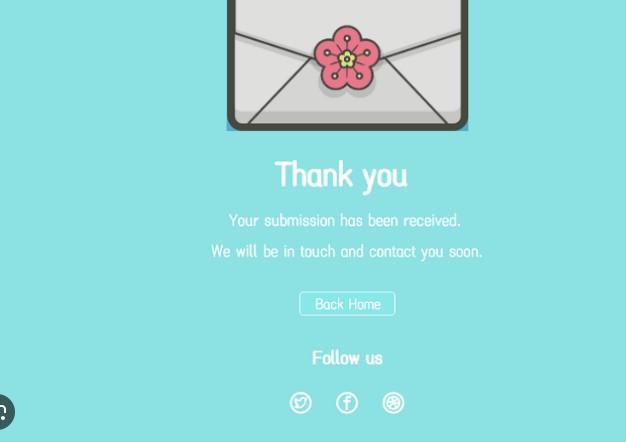 Thank you
Your submission has been received.
We will be in touch and contact you soon.
Back Home
Follow us